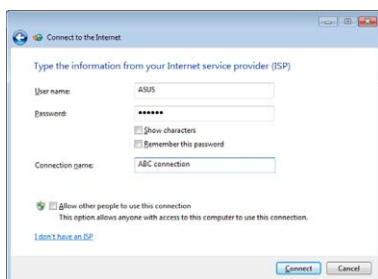 Connect to the Internet
Type the information from your Internet service provider (ISP)
User name: ASUS
Password: ••••••
Show characters
Remember this password
Connection name: ABC connection
Allow other people to use this connection
This option allows anyone with access to this computer to use this connection.
I don't have an ISP
Connect Cancel